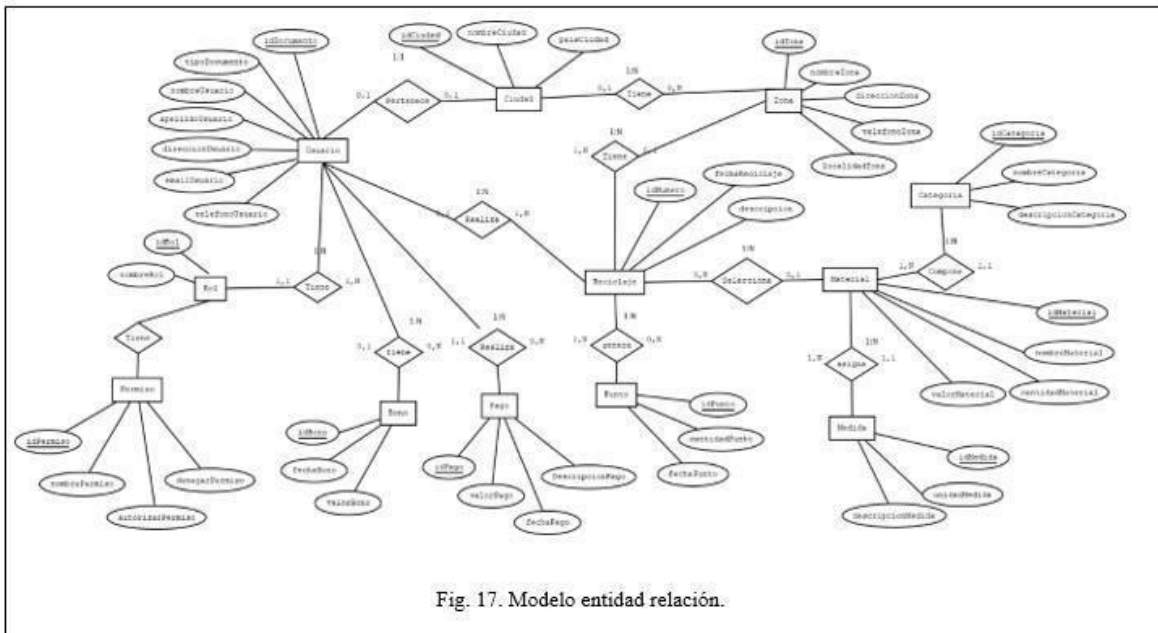 idDocumento
tipoDocumento
nombreUsuario
apellidoUsuario
direccionUsuario
emailUsuario
telefonoUsuario
Usuario
1:1
0,1
Pertenece
0,1
idCiudad
nombreCiudad
paisCiudad
Ciudad
1:N
0,1
Tiene
0,N
idZona
nombreZona
direccionZona
telefonoZona
localidadZona
Zona
1:N
1,N
Tiene
idCategoria
nombreCategoria
descripcionCategoria
Categoria
1:N
1,N
Compone
1,1
idNumero
fechaReciclaje
descripcion
Reciclaje
1:N
Realiza
1,N
1:N
0,N
Selecciona
0,1
Material
idMaterial
nombreMaterial
cantidadMaterial
valorMaterial
1:N
1,N
asigna
1,1
Medida
idMedida
unidadMedida
descripcionMedida
idRol
nombreRol
Rol
1:N
1,1
Tiene
1,N
Tiene
Permiso
idPermiso
nombrePermiso
autorizarPermiso
denegarPermiso
1:N
0,1
tiene
0,N
Bono
idBono
fechaBono
valorBono
1:N
1,1
Realiza
0,N
Pago
idPago
valorPago
fechaPago
DescripcionPago
1:N
1,N
genera
0,N
Punto
idPunto
cantidadPunto
fechaPunto
Fig. 17. Modelo entidad relación.